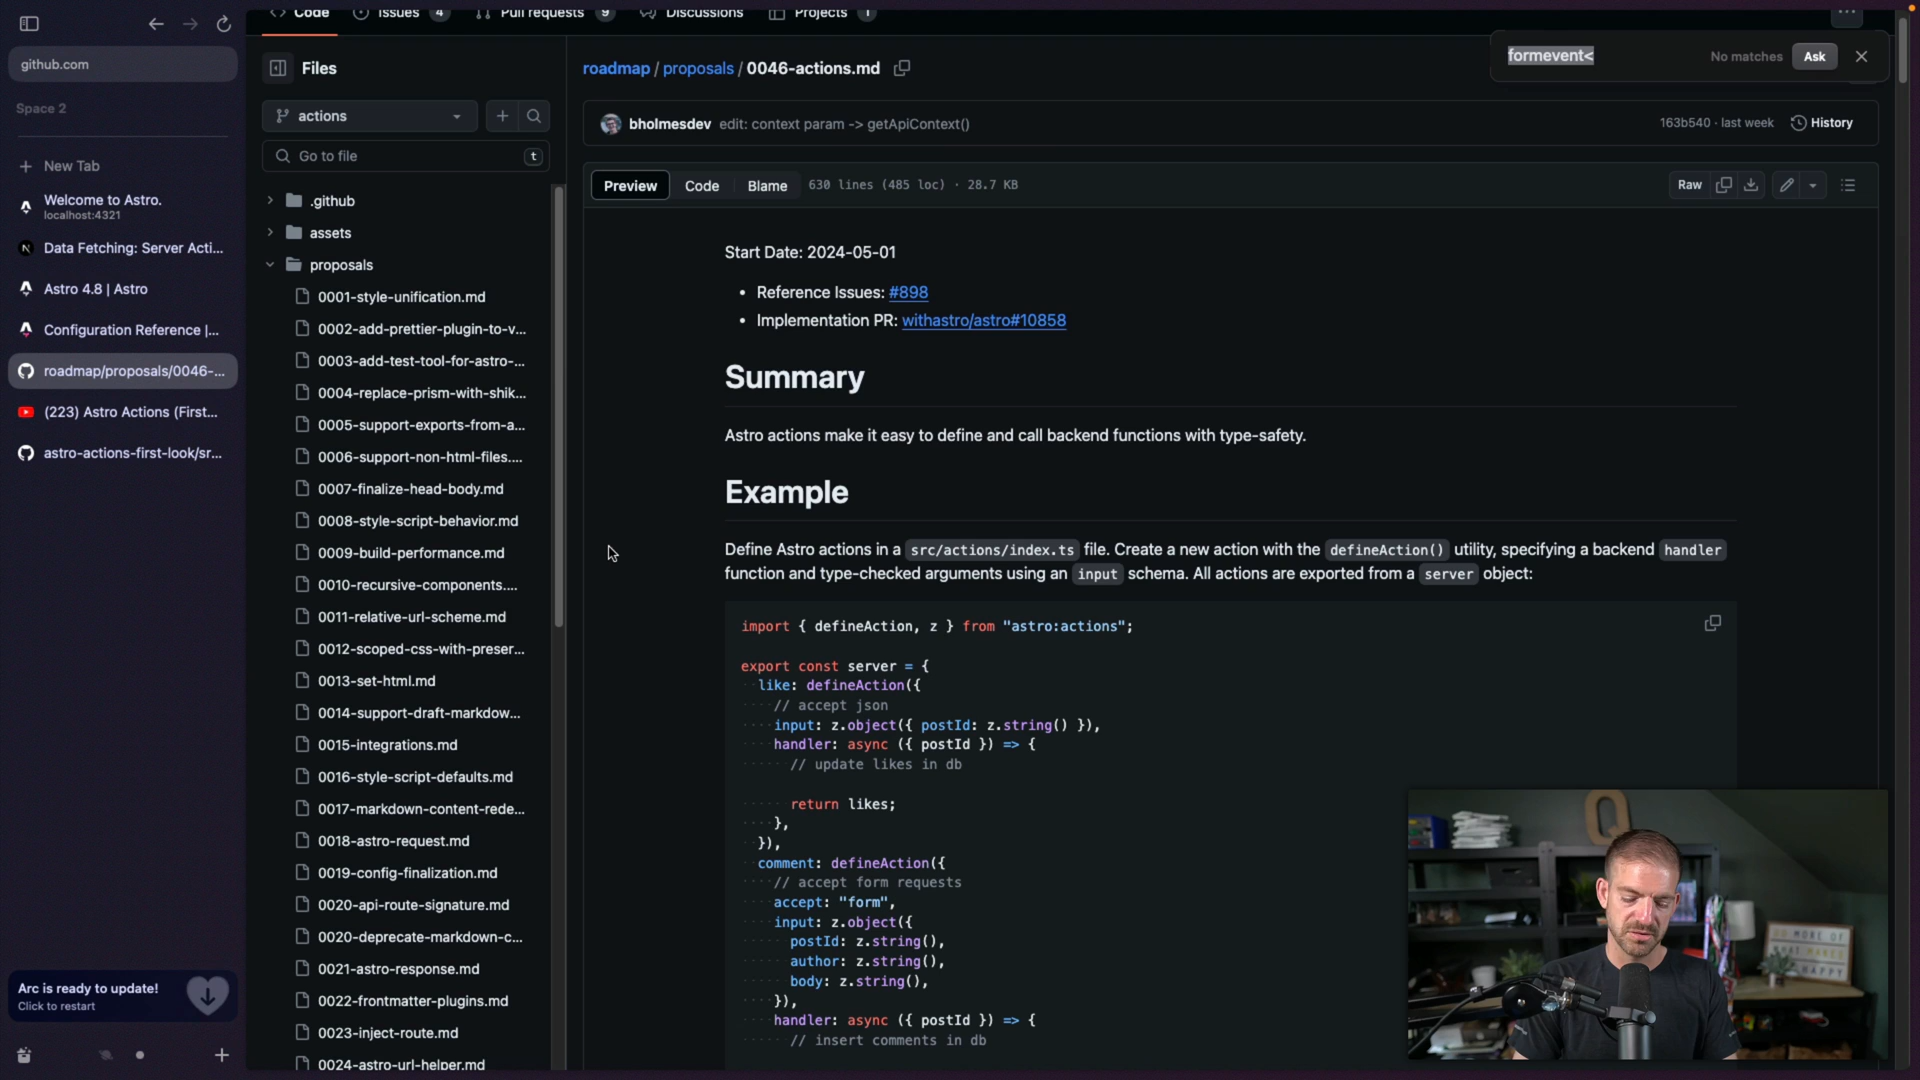 github.com
Space 2
New Tab
Welcome to Astro.
localhost:4321
Data Fetching: Server Acti...
Astro 4.8 | Astro
Configuration Reference |...
roadmap/proposals/0046-...
(223) Astro Actions (First...
astro-actions-first-look/sr...
Arc is ready to update!
Click to restart
Code
Issues 4
Pull requests 9
Discussions
Projects 1
Files
actions
Go to file
t
.github
assets
proposals
0001-style-unification.md
0002-add-prettier-plugin-to-v...
0003-add-test-tool-for-astro-...
0004-replace-prism-with-shik...
0005-support-exports-from-a...
0006-support-non-html-files....
0007-finalize-head-body.md
0008-style-script-behavior.md
0009-build-performance.md
0010-recursive-components....
0011-relative-url-scheme.md
0012-scoped-css-with-preser...
0013-set-html.md
0014-support-draft-markdow...
0015-integrations.md
0016-style-script-defaults.md
0017-markdown-content-rede...
0018-astro-request.md
0019-config-finalization.md
0020-api-route-signature.md
0020-deprecate-markdown-c...
0021-astro-response.md
0022-frontmatter-plugins.md
0023-inject-route.md
0024-astro-url-helper.md
roadmap / proposals / 0046-actions.md
formevent<
No matches
Ask
bholmesdev edit: context param -> getApiContext()
163b540 · last week
History
Preview
Code
Blame
630 lines (485 loc) · 28.7 KB
Raw
Start Date: 2024-05-01
• Reference Issues: #898
• Implementation PR: withastro/astro#10858
Summary
Astro actions make it easy to define and call backend functions with type-safety.
Example
Define Astro actions in a src/actions/index.ts file. Create a new action with the defineAction() utility, specifying a backend handler
function and type-checked arguments using an input schema. All actions are exported from a server object:
import { defineAction, z } from "astro:actions";
export const server = {
like: defineAction({
// accept json
input: z.object({ postId: z.string() }),
handler: async ({ postId }) => {
// update likes in db
return likes;
},
}),
comment: defineAction({
// accept form requests
accept: "form",
input: z.object({
postId: z.string(),
author: z.string(),
body: z.string(),
}),
handler: async ({ postId }) => {
// insert comments in db
Q
DO MORE OF
WHAT MAKES
HAPPY